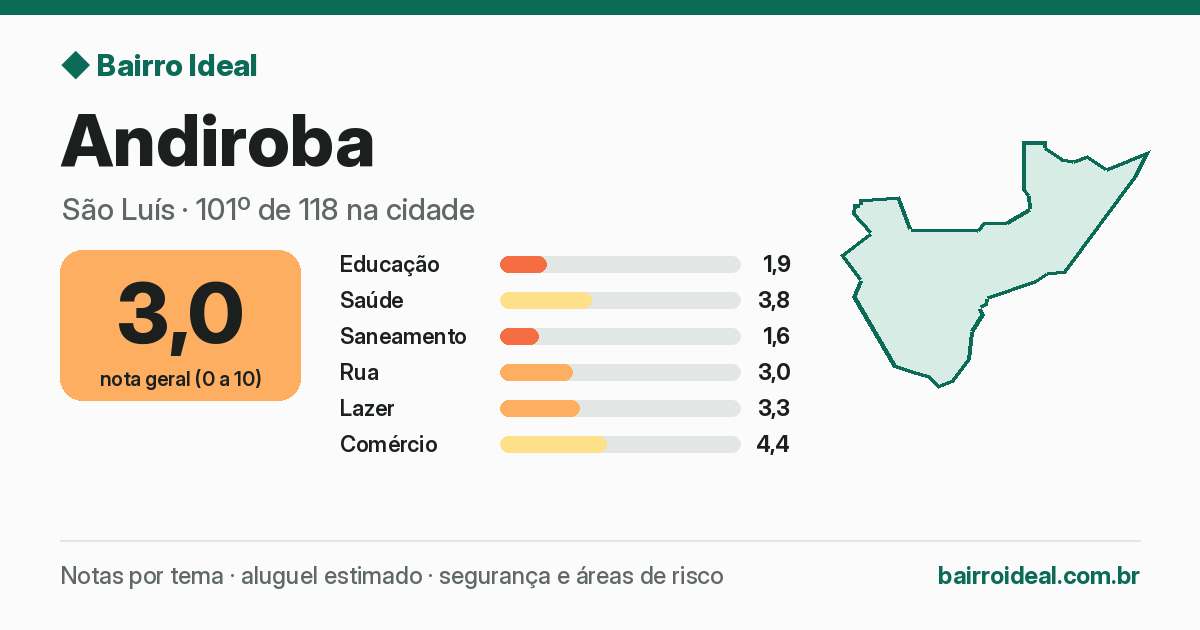 Bairro Ideal
Andiroba
São Luís · 101º de 118 na cidade
3,0
nota geral (0 a 10)
Educação 1,9
Saúde 3,8
Saneamento 1,6
Rua 3,0
Lazer 3,3
Comércio 4,4
Notas por tema · aluguel estimado · segurança e áreas de risco
bairroideal.com.br